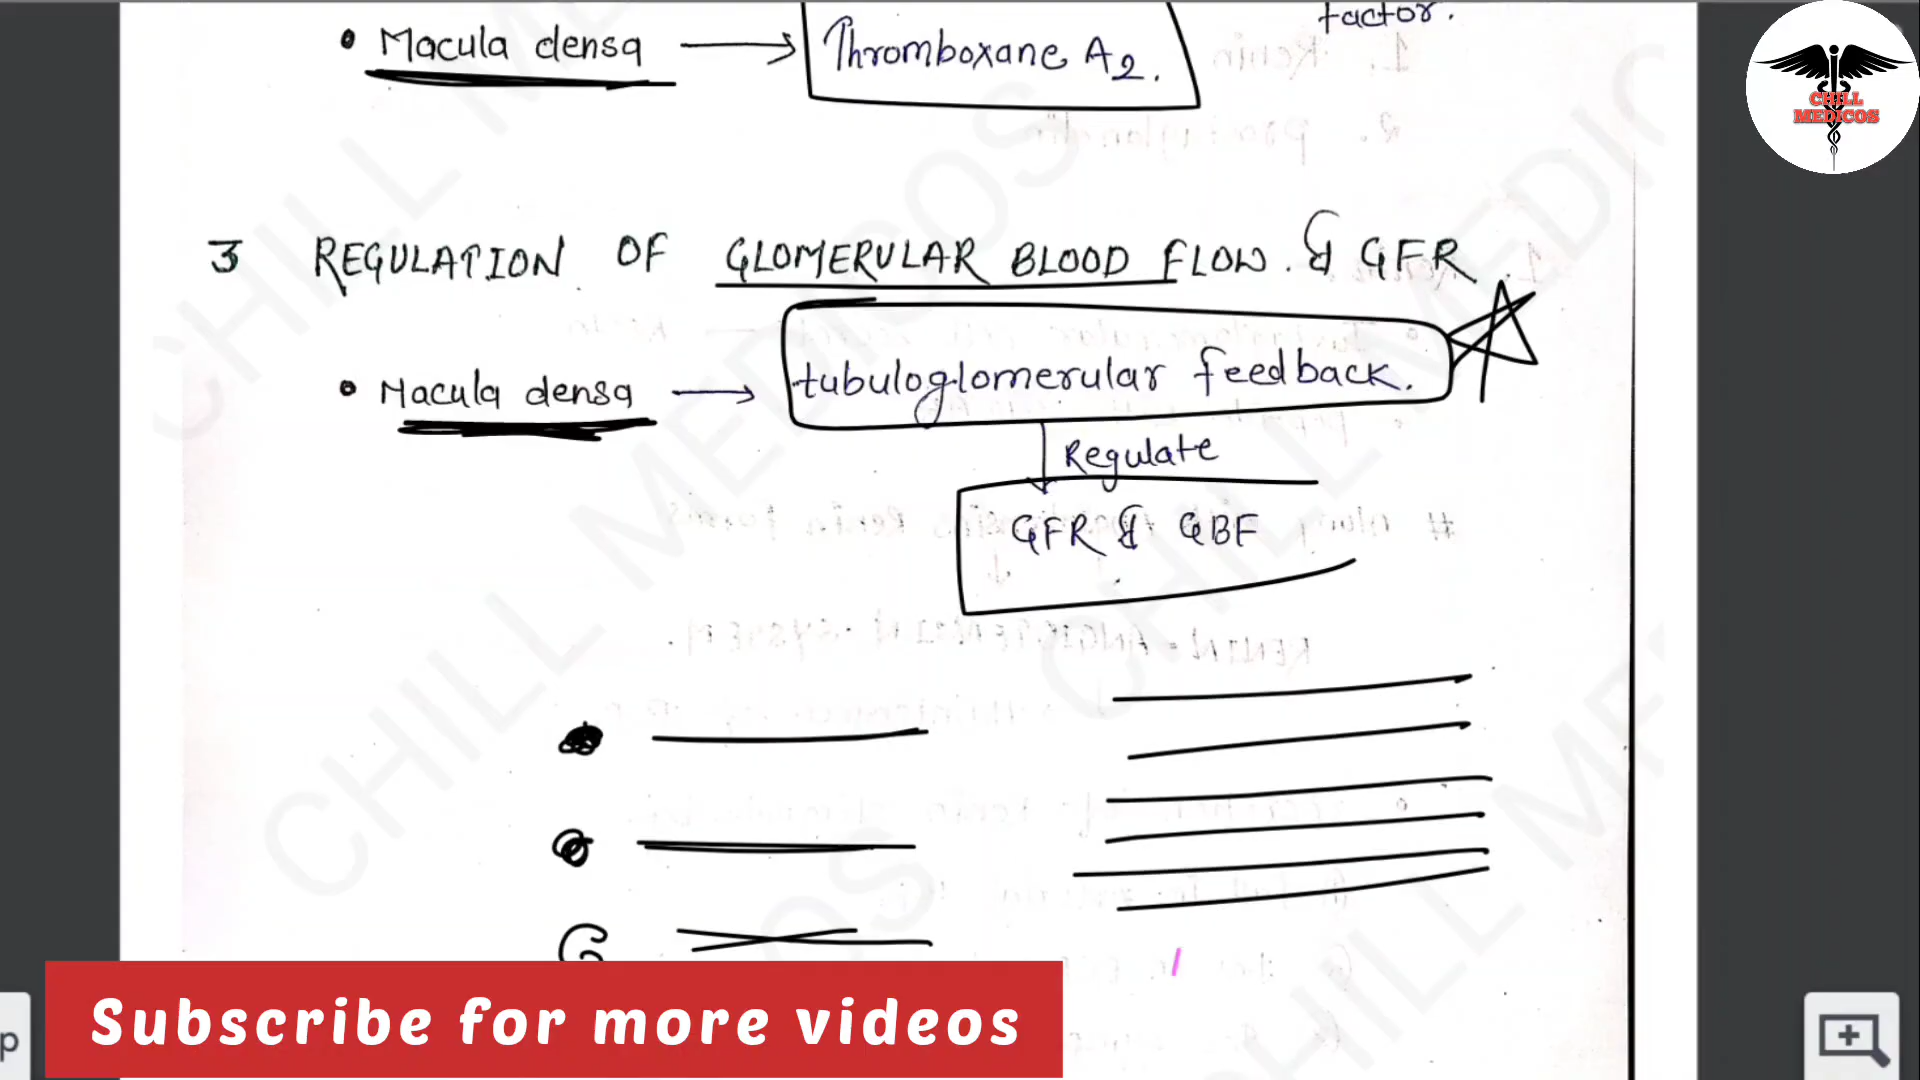 factor.
• Macula densa → Thromboxane A2.
CHILL MEDICOS
3 REGULATION OF GLOMERULAR BLOOD FLOW. & GFR
• Macula densa → tubuloglomerular feedback.
Regulate
GFR & GBF
Subscribe for more videos
p